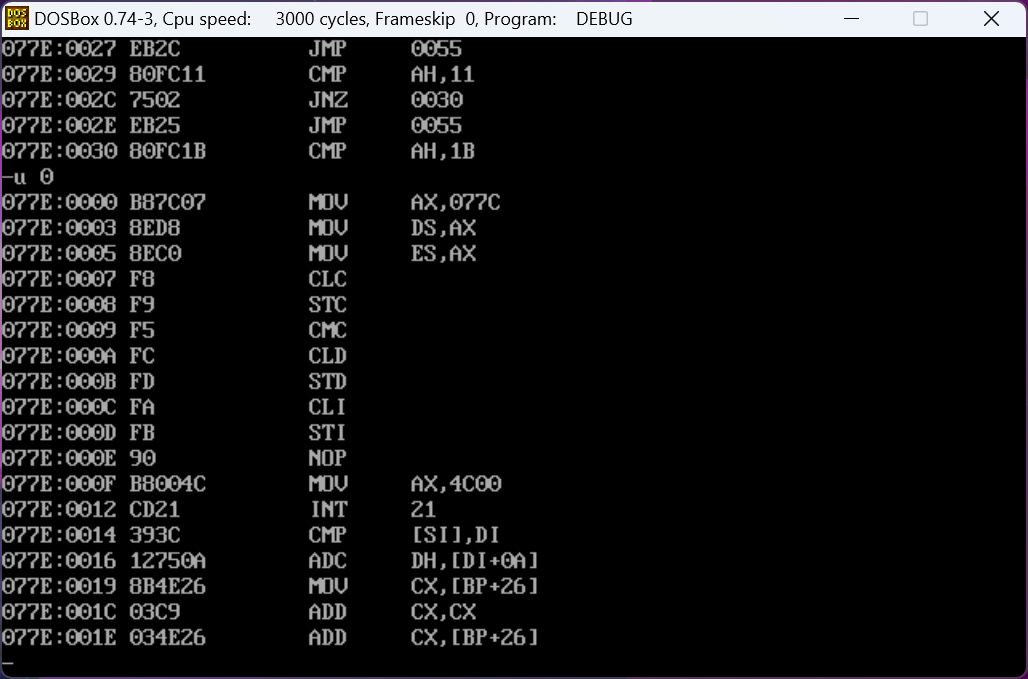 DOSBox 0.74-3, Cpu speed: 3000 cycles, Frameskip 0, Program: DEBUG
077E:0027 EB2C JMP 0055
077E:0029 80FC11 CMP AH,11
077E:002C 7502 JNZ 0030
077E:002E EB25 JMP 0055
077E:0030 80FC1B CMP AH,1B
-u 0
077E:0000 B87C07 MOV AX,077C
077E:0003 8ED8 MOV DS,AX
077E:0005 8EC0 MOV ES,AX
077E:0007 F8 CLC
077E:0008 F9 STC
077E:0009 F5 CMC
077E:000A FC CLD
077E:000B FD STD
077E:000C FA CLI
077E:000D FB STI
077E:000E 90 NOP
077E:000F B8004C MOV AX,4C00
077E:0012 CD21 INT 21
077E:0014 393C CMP [SI],DI
077E:0016 12750A ADC DH,[DI+0A]
077E:0019 8B4E26 MOV CX,[BP+26]
077E:001C 03C9 ADD CX,CX
077E:001E 034E26 ADD CX,[BP+26]